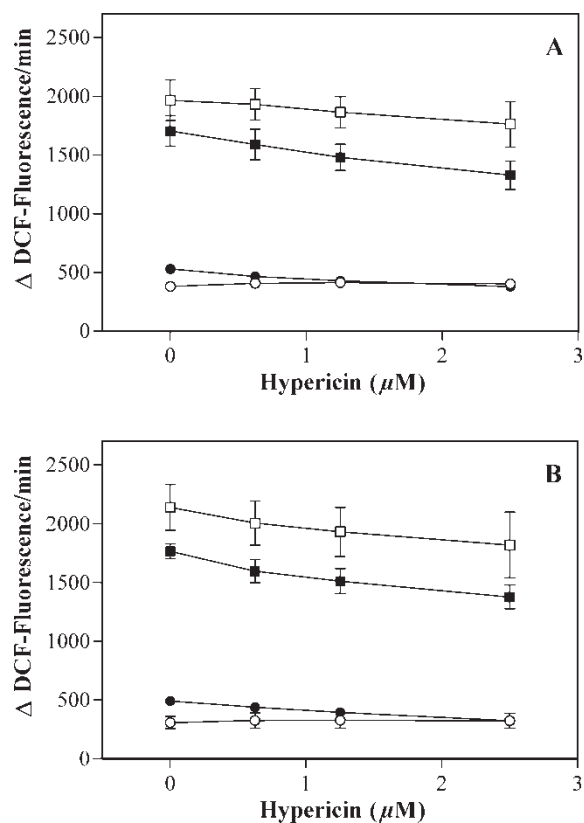 A
Δ DCF-Fluorescence/min
2500
2000
1500
1000
500
0
0 1 2 3
Hypericin (µM)
B
Δ DCF-Fluorescence/min
2500
2000
1500
1000
500
0
0 1 2 3
Hypericin (µM)